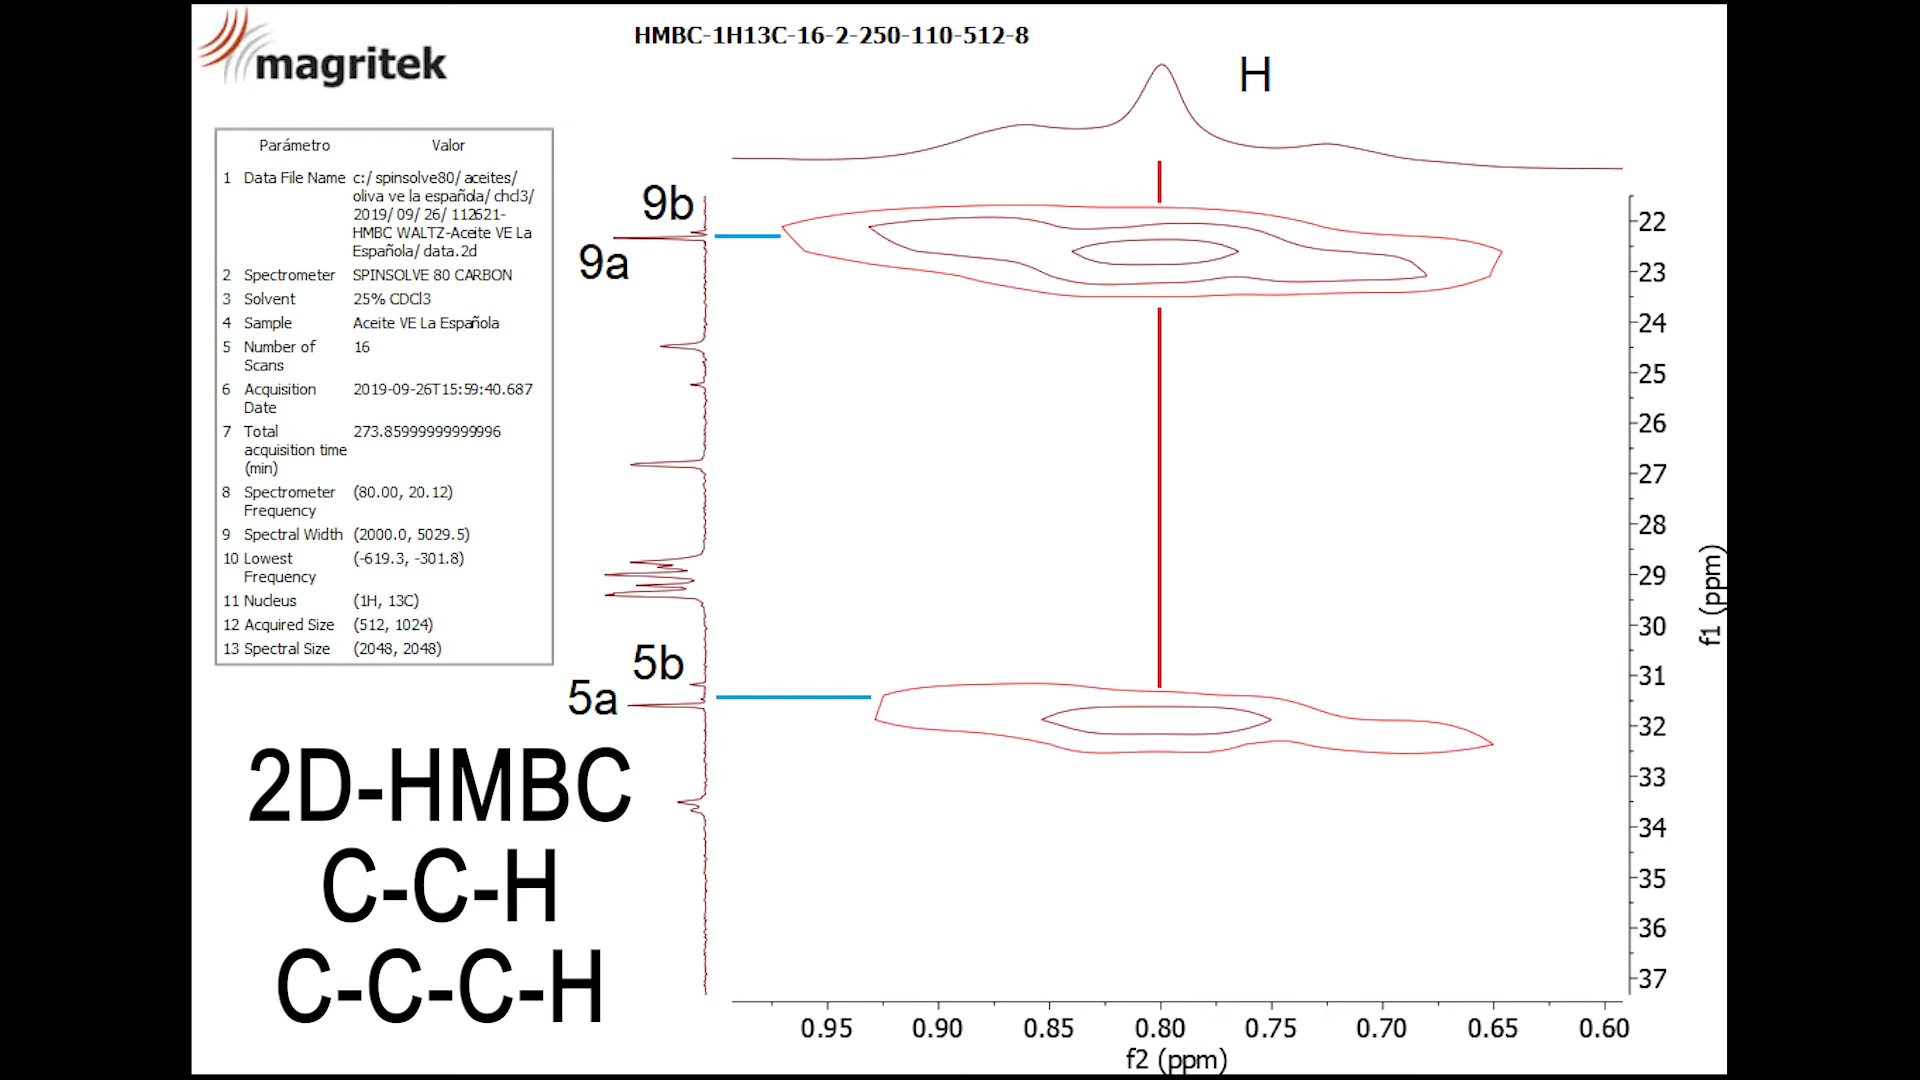 magritek
HMBC-1H13C-16-2-250-110-512-8
H
Parámetro Valor
1 Data File Name c:/ spinsolve80/ aceites/
oliva ve la española/ chcl3/
2019/ 09/ 26/ 112621-
HMBC WALTZ-Aceite VE La
Española/ data.2d
2 Spectrometer SPINSOLVE 80 CARBON
3 Solvent 25% CDCl3
4 Sample Aceite VE La Española
5 Number of 16
Scans
6 Acquisition 2019-09-26T15:59:40.687
Date
7 Total 273.85999999999996
acquisition time
(min)
8 Spectrometer (80.00, 20.12)
Frequency
9 Spectral Width (2000.0, 5029.5)
10 Lowest (-619.3, -301.8)
Frequency
11 Nucleus (1H, 13C)
12 Acquired Size (512, 1024)
13 Spectral Size (2048, 2048)
9b
9a
5b
5a
2D-HMBC
C-C-H
C-C-C-H
22
23
24
25
26
27
28
29
30
31
32
33
34
35
36
37
f1 (ppm)
0.95 0.90 0.85 0.80 0.75 0.70 0.65 0.60
f2 (ppm)